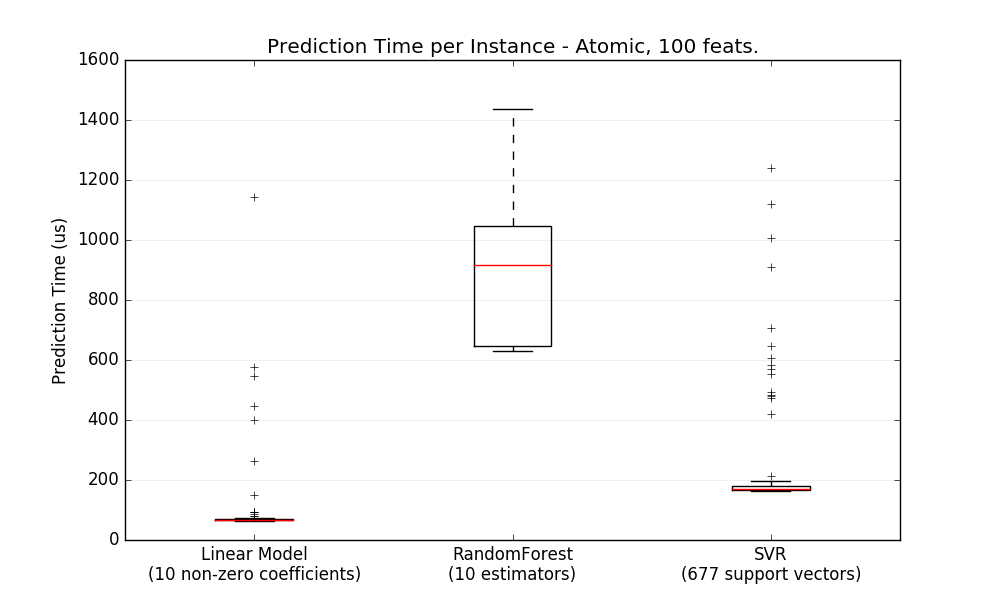 Prediction Time per Instance - Atomic, 100 feats.
1600
1400
1200
1000
800
600
400
200
0
Prediction Time (us)
Linear Model
(10 non-zero coefficients)
RandomForest
(10 estimators)
SVR
(677 support vectors)